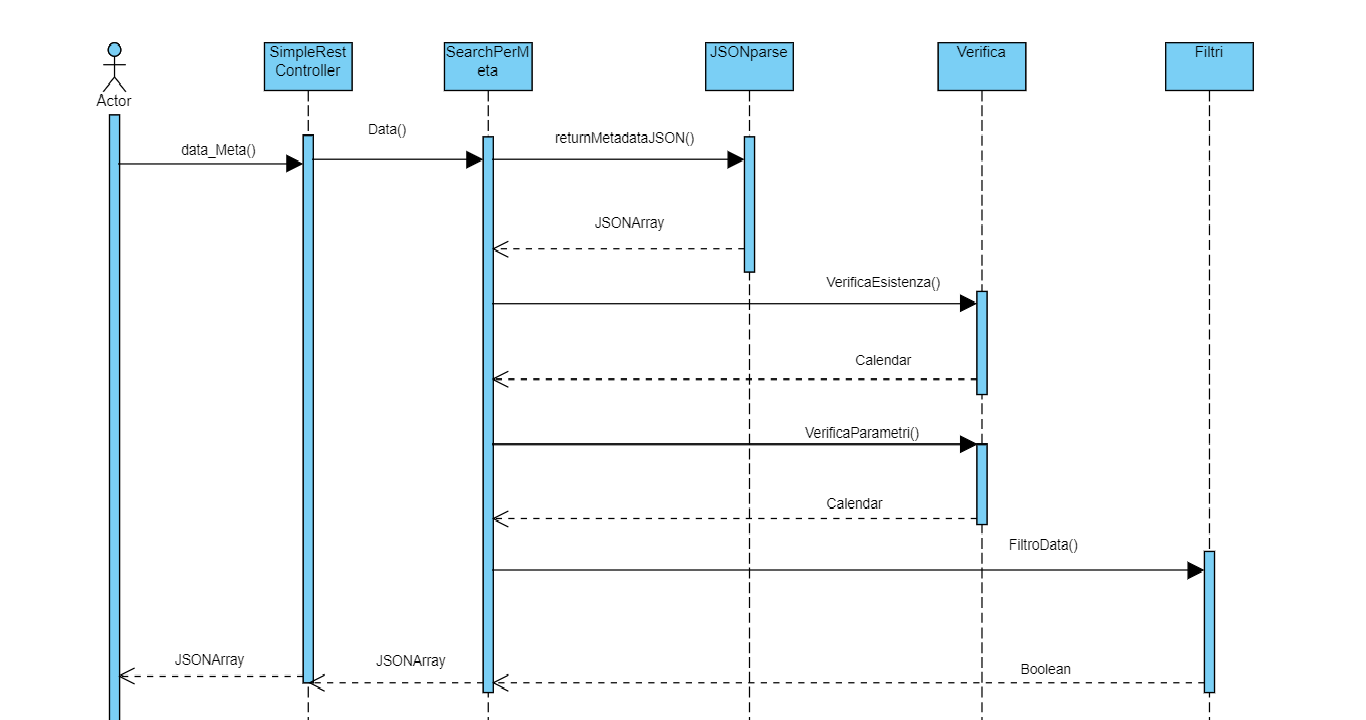 Actor
SimpleRest
Controller
SearchPerM
eta
JSONparse
Verifica
Filtri
data_Meta()
Data()
returnMetadataJSON()
JSONArray
VerificaEsistenza()
Calendar
VerificaParametri()
Calendar
FiltroData()
JSONArray
JSONArray
Boolean